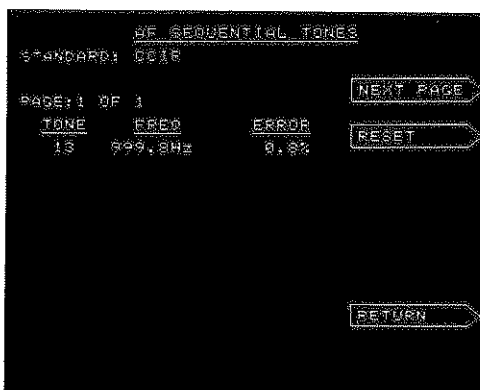 AF SEQUENTIAL TONES
STANDARD: CCIR
PAGE:1 OF 1
NEXT PAGE
TONE FREQ ERROR
RESET
13 999.8Hz 0.8%
RETURN